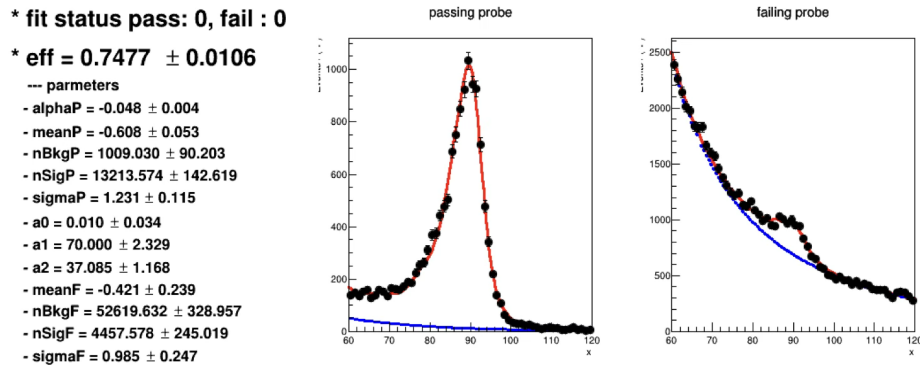 * fit status pass: 0, fail : 0
* eff = 0.7477 ± 0.0106
--- parmeters
- alphaP = -0.048 ± 0.004
- meanP = -0.608 ± 0.053
- nBkgP = 1009.030 ± 90.203
- nSigP = 13213.574 ± 142.619
- sigmaP = 1.231 ± 0.115
- a0 = 0.010 ± 0.034
- a1 = 70.000 ± 2.329
- a2 = 37.085 ± 1.168
- meanF = -0.421 ± 0.239
- nBkgF = 52619.632 ± 328.957
- nSigF = 4457.578 ± 245.019
- sigmaF = 0.985 ± 0.247
passing probe
1000
800
600
400
200
0
60 70 80 90 100 110 120
x
failing probe
2500
2000
1500
1000
500
0
60 70 80 90 100 110 120
x